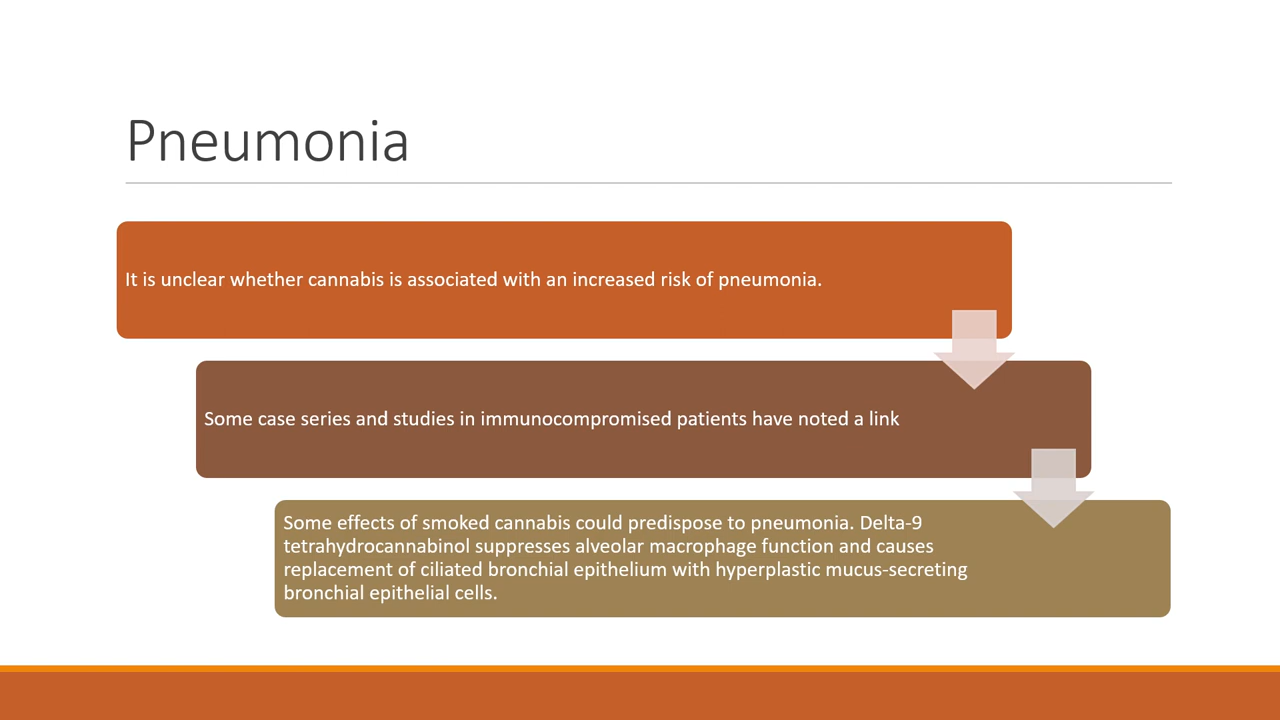 Pneumonia
It is unclear whether cannabis is associated with an increased risk of pneumonia.
Some case series and studies in immunocompromised patients have noted a link
Some effects of smoked cannabis could predispose to pneumonia. Delta-9
tetrahydrocannabinol suppresses alveolar macrophage function and causes
replacement of ciliated bronchial epithelium with hyperplastic mucus-secreting
bronchial epithelial cells.